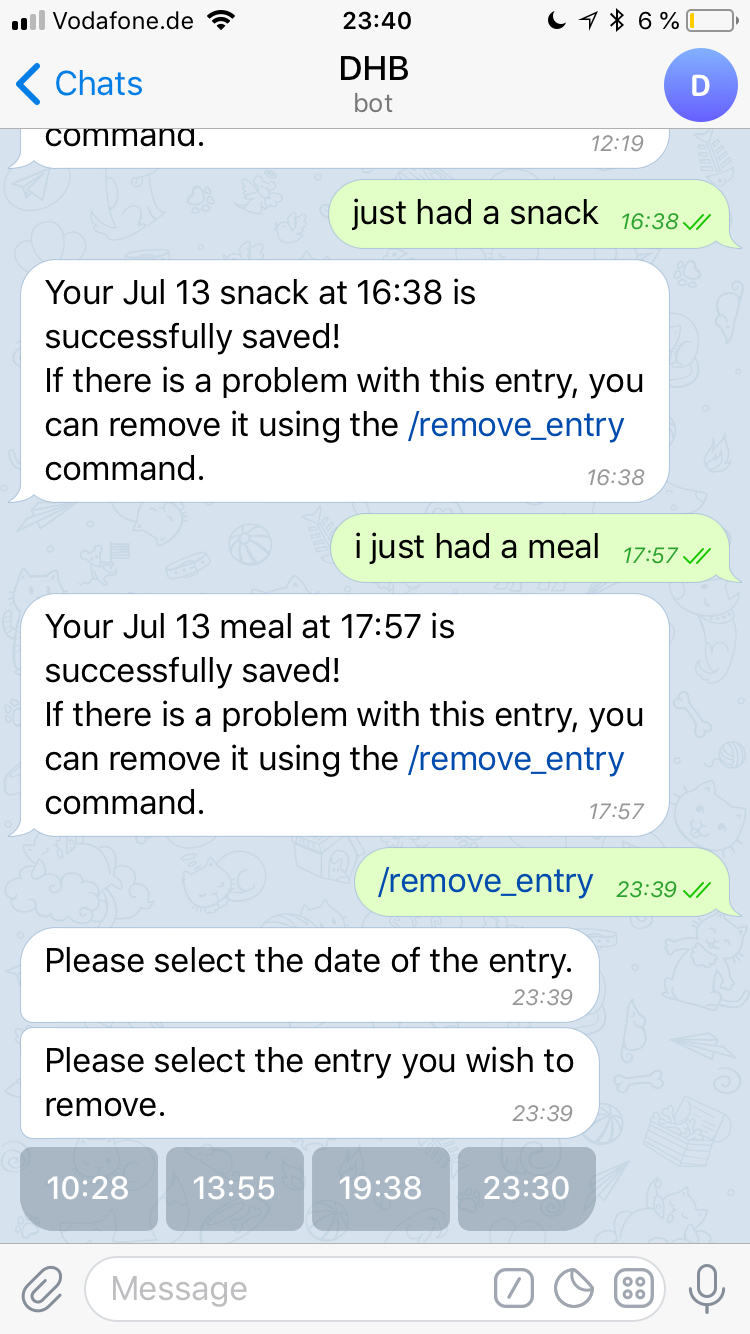 Vodafone.de 23:40 6 %
Chats DHB D
bot
command. 12:19
just had a snack 16:38
Your Jul 13 snack at 16:38 is
successfully saved!
If there is a problem with this entry, you
can remove it using the /remove_entry
command. 16:38
i just had a meal 17:57
Your Jul 13 meal at 17:57 is
successfully saved!
If there is a problem with this entry, you
can remove it using the /remove_entry
command. 17:57
/remove_entry 23:39
Please select the date of the entry.
23:39
Please select the entry you wish to
remove. 23:39
10:28 13:55 19:38 23:30
Message